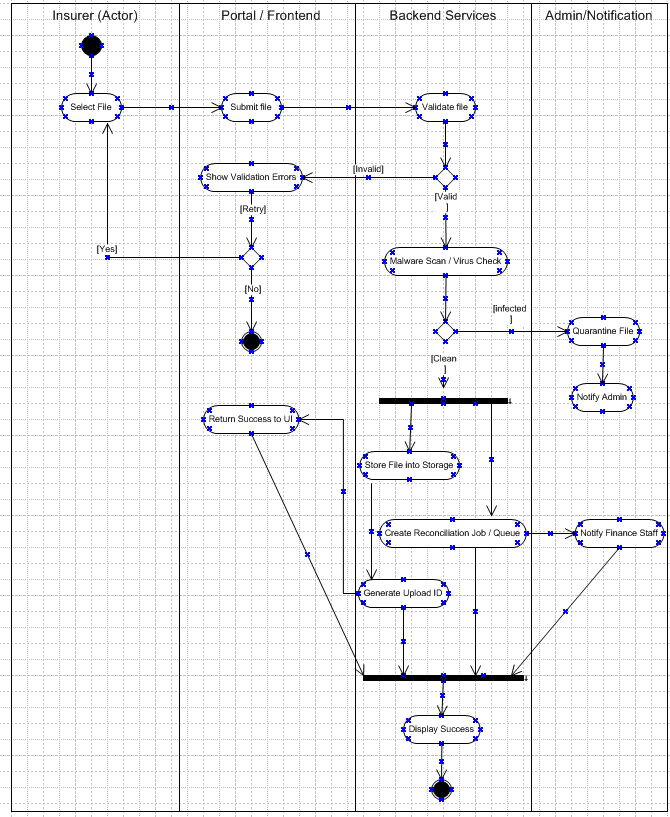 Insurer (Actor)
Portal / Frontend
Backend Services
Admin/Notification
Select File
Submit file
Validate file
[Invalid]
Show Validation Errors
[Valid
]
[Retry]
[Yes]
Malware Scan / Virus Check
[No]
[infected
]
Quarantine File
[Clean
]
Notify Admin
Return Success to UI
Store File into Storage
Create Reconciliation Job / Queue
Notify Finance Staff
Generate Upload ID
Display Success